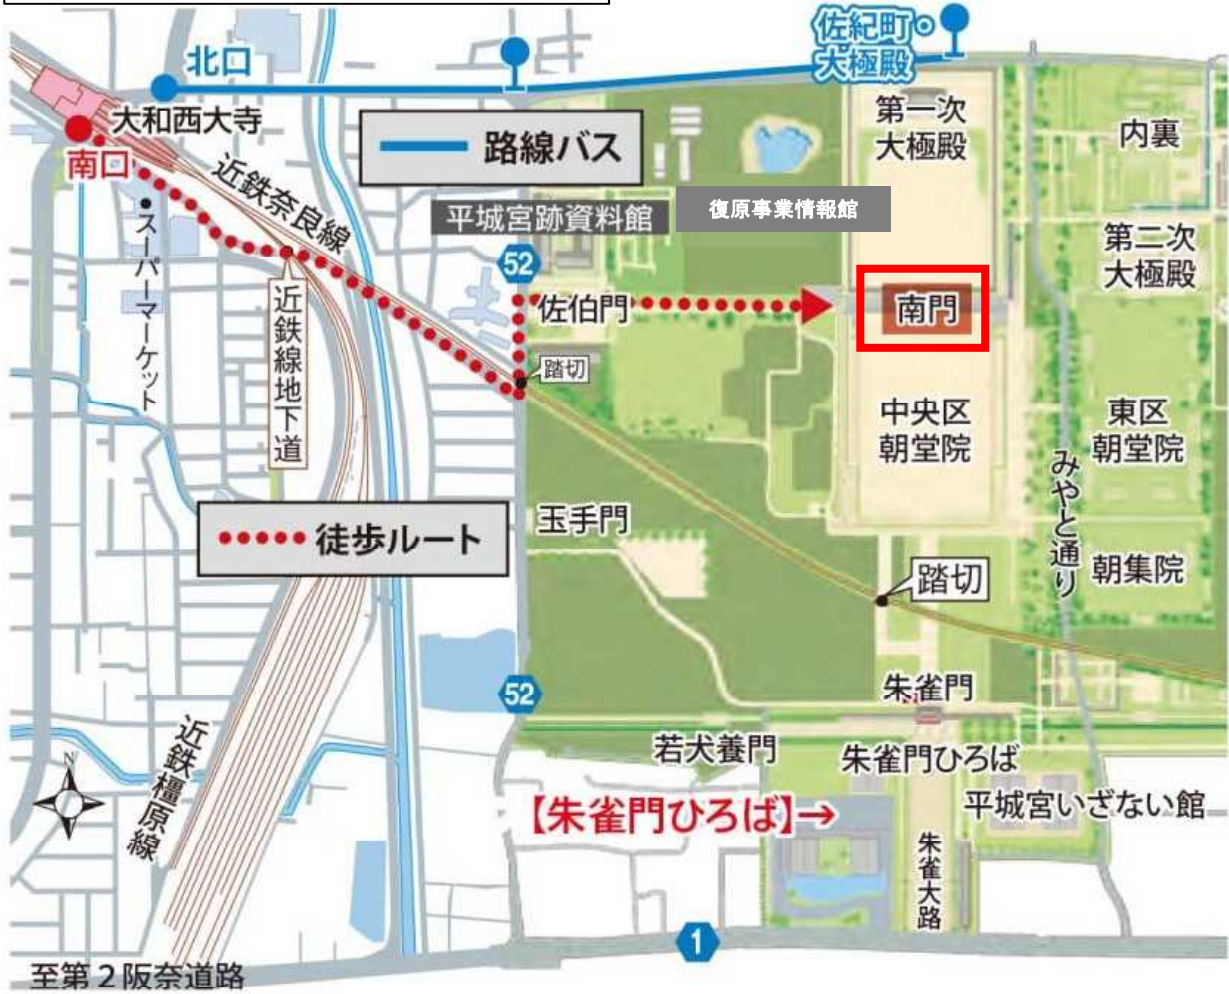 佐紀町
大極殿
北口
大和西大寺
南口
路線バス
近鉄奈良線
スーパーマーケット
第一次
大極殿
内裏
平城宮跡資料館
復原事業情報館
第二次
大極殿
52
佐伯門
南門
近鉄線地下道
踏切
中央区
朝堂院
東区
朝堂院
みやと通り
徒歩ルート
玉手門
踏切
朝集院
52
朱雀門
近鉄橿原線
N
若犬養門
朱雀門ひろば
【朱雀門ひろば】→
平城宮いざない館
朱雀大路
1
至第2阪奈道路